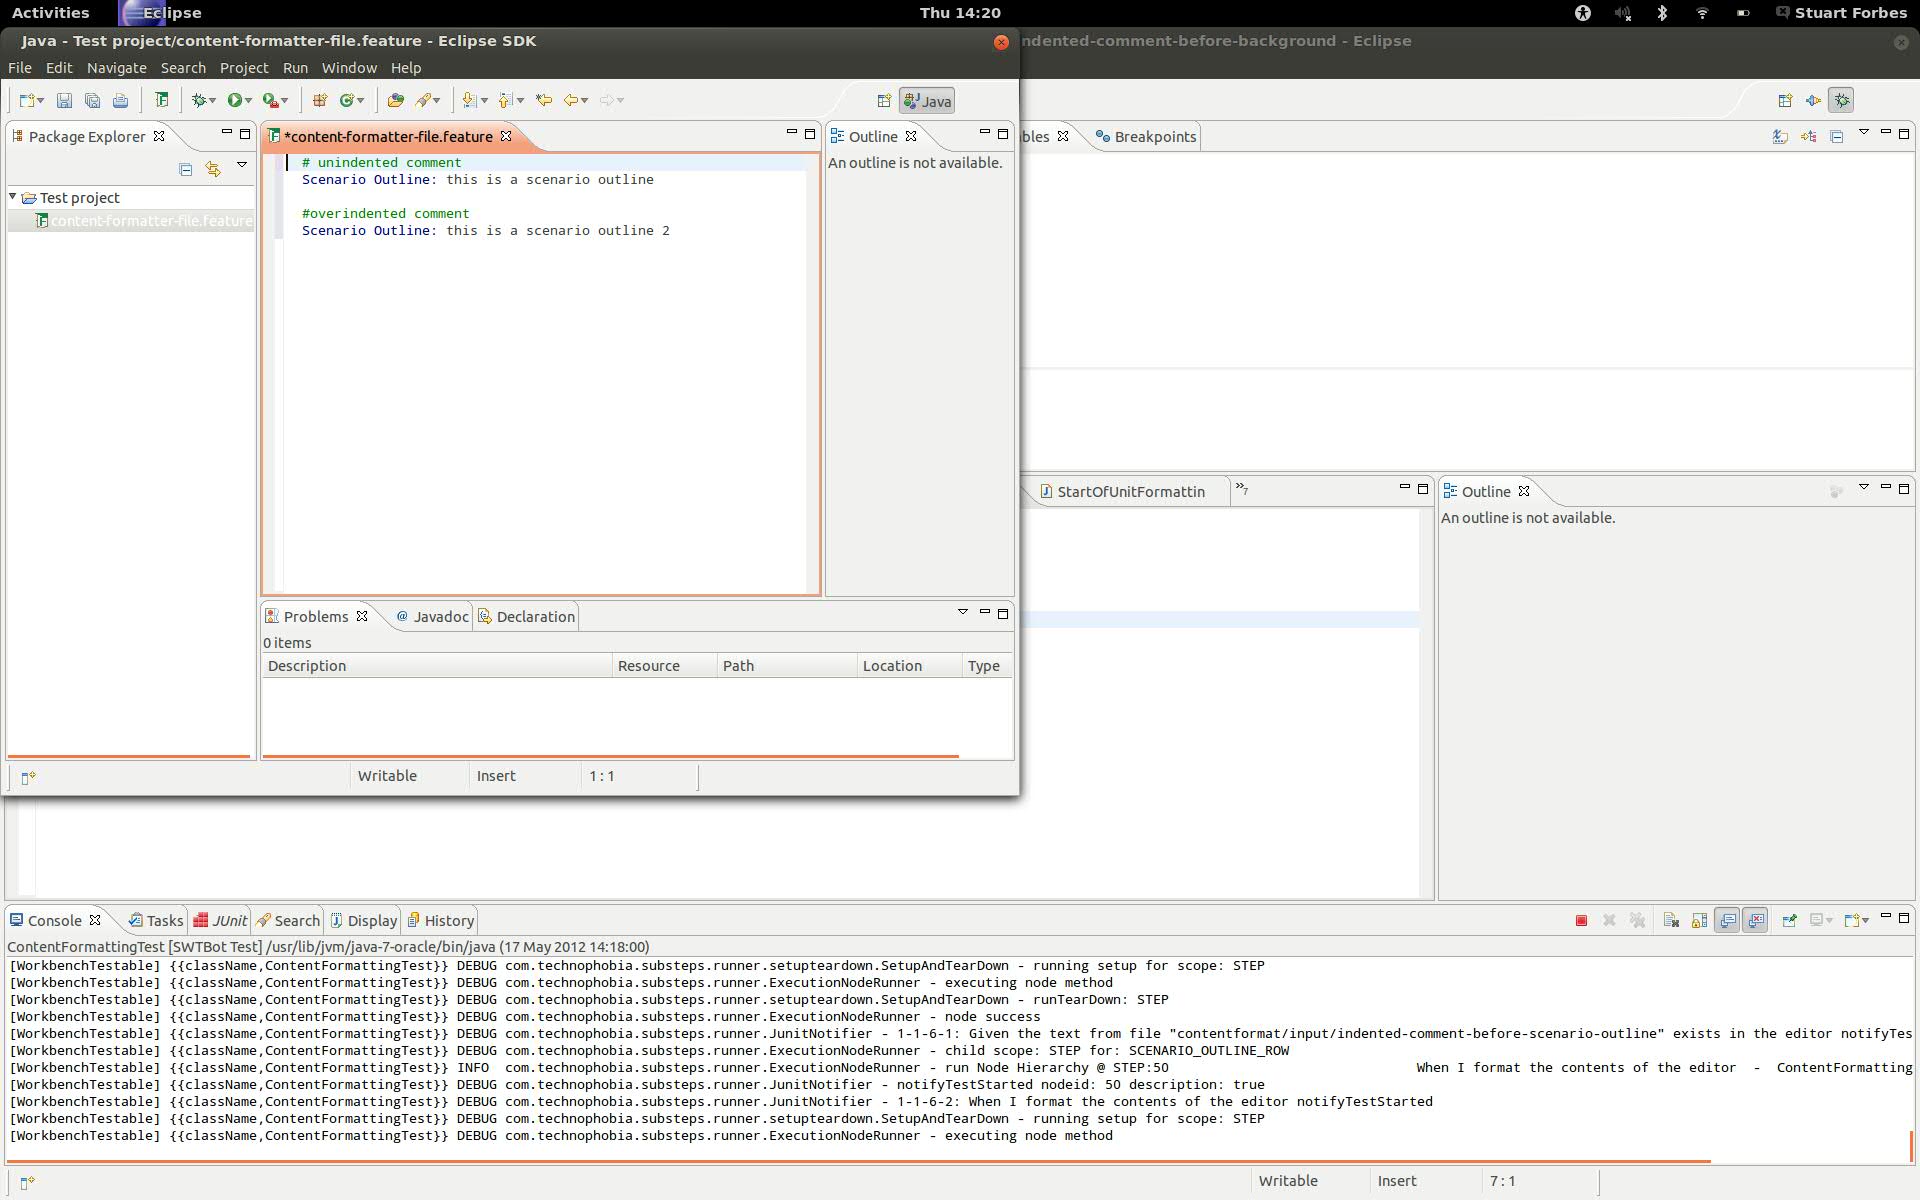 Activities Eclipse Thu 14:20 Stuart Forbes
Java - Test project/content-formatter-file.feature - Eclipse SDK
ndented-comment-before-background - Eclipse
File Edit Navigate Search Project Run Window Help
Java
Package Explorer
*content-formatter-file.feature
Outline
bles
Breakpoints
An outline is not available.
Test project
content-formatter-file.feature
# unindented comment
Scenario Outline: this is a scenario outline
#overindented comment
Scenario Outline: this is a scenario outline 2
StartOfUnitFormattin
»7
Outline
An outline is not available.
Problems @ Javadoc Declaration
0 items
Description Resource Path Location Type
Writable Insert 1 : 1
Console Tasks JUnit Search Display History
ContentFormattingTest [SWTBot Test] /usr/lib/jvm/java-7-oracle/bin/java (17 May 2012 14:18:00)
[WorkbenchTestable] {{className,ContentFormattingTest}} DEBUG com.technophobia.substeps.runner.setupteardown.SetupAndTearDown - running setup for scope: STEP
[WorkbenchTestable] {{className,ContentFormattingTest}} DEBUG com.technophobia.substeps.runner.ExecutionNodeRunner - executing node method
[WorkbenchTestable] {{className,ContentFormattingTest}} DEBUG com.technophobia.substeps.runner.setupteardown.SetupAndTearDown - runTearDown: STEP
[WorkbenchTestable] {{className,ContentFormattingTest}} DEBUG com.technophobia.substeps.runner.ExecutionNodeRunner - node success
[WorkbenchTestable] {{className,ContentFormattingTest}} DEBUG com.technophobia.substeps.runner.JunitNotifier - 1-1-6-1: Given the text from file "contentformat/input/indented-comment-before-scenario-outline" exists in the editor notifyTes
[WorkbenchTestable] {{className,ContentFormattingTest}} DEBUG com.technophobia.substeps.runner.ExecutionNodeRunner - child scope: STEP for: SCENARIO_OUTLINE_ROW
[WorkbenchTestable] {{className,ContentFormattingTest}} INFO com.technophobia.substeps.runner.ExecutionNodeRunner - run Node Hierarchy @ STEP:50 When I format the contents of the editor - ContentFormatting
[WorkbenchTestable] {{className,ContentFormattingTest}} DEBUG com.technophobia.substeps.runner.JunitNotifier - notifyTestStarted nodeid: 50 description: true
[WorkbenchTestable] {{className,ContentFormattingTest}} DEBUG com.technophobia.substeps.runner.JunitNotifier - 1-1-6-2: When I format the contents of the editor notifyTestStarted
[WorkbenchTestable] {{className,ContentFormattingTest}} DEBUG com.technophobia.substeps.runner.setupteardown.SetupAndTearDown - running setup for scope: STEP
[WorkbenchTestable] {{className,ContentFormattingTest}} DEBUG com.technophobia.substeps.runner.ExecutionNodeRunner - executing node method
Writable Insert 7 : 1